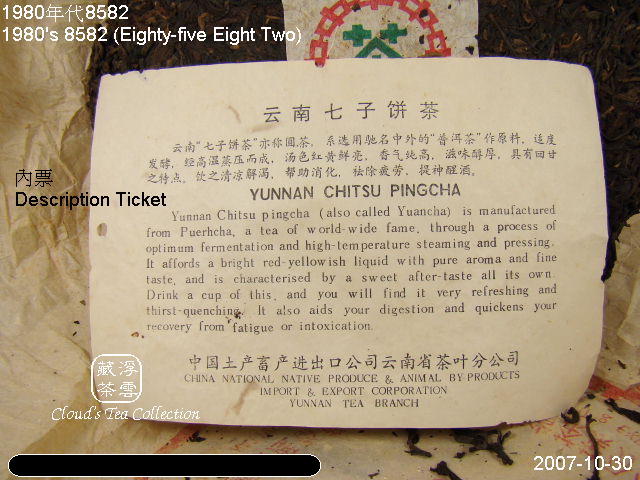 1980年代8582
1980's 8582 (Eighty-five Eight Two)
云南七子饼茶
云南“七子饼茶”亦称圆茶，系选用驰名中外的“普洱茶”作原料，适度
发酵，经高温蒸压而成，汤色红黄鲜亮，香气纯高，滋味醇厚，具有回甘
之特点，饮之清凉解渴，帮助消化，祛除疲劳，提神醒酒。
內票
Description Ticket
YUNNAN CHITSU PINGCHA
Yunnan Chitsu pingcha (also called Yuancha) is manufactured
from Puerhcha, a tea of world-wide fame, through a process of
optimum fermentation and high-temperature steaming and pressing.
It affords a bright red-yellowish liquid with pure aroma and fine
taste, and is characterised by a sweet after-taste all its own.
Drink a cup of this, and you will find it very refreshing and
thirst-quenching. It also aids your digestion and quickens your
recovery from fatigue or intoxication.
中国土产畜产进出口公司云南省茶叶分公司
CHINA NATIONAL NATIVE PRODUCE & ANIMAL BY-PRODUCTS
IMPORT & EXPORT CORPORATION
YUNNAN TEA BRANCH
浮雲藏茶
Cloud's Tea Collection
2007-10-30